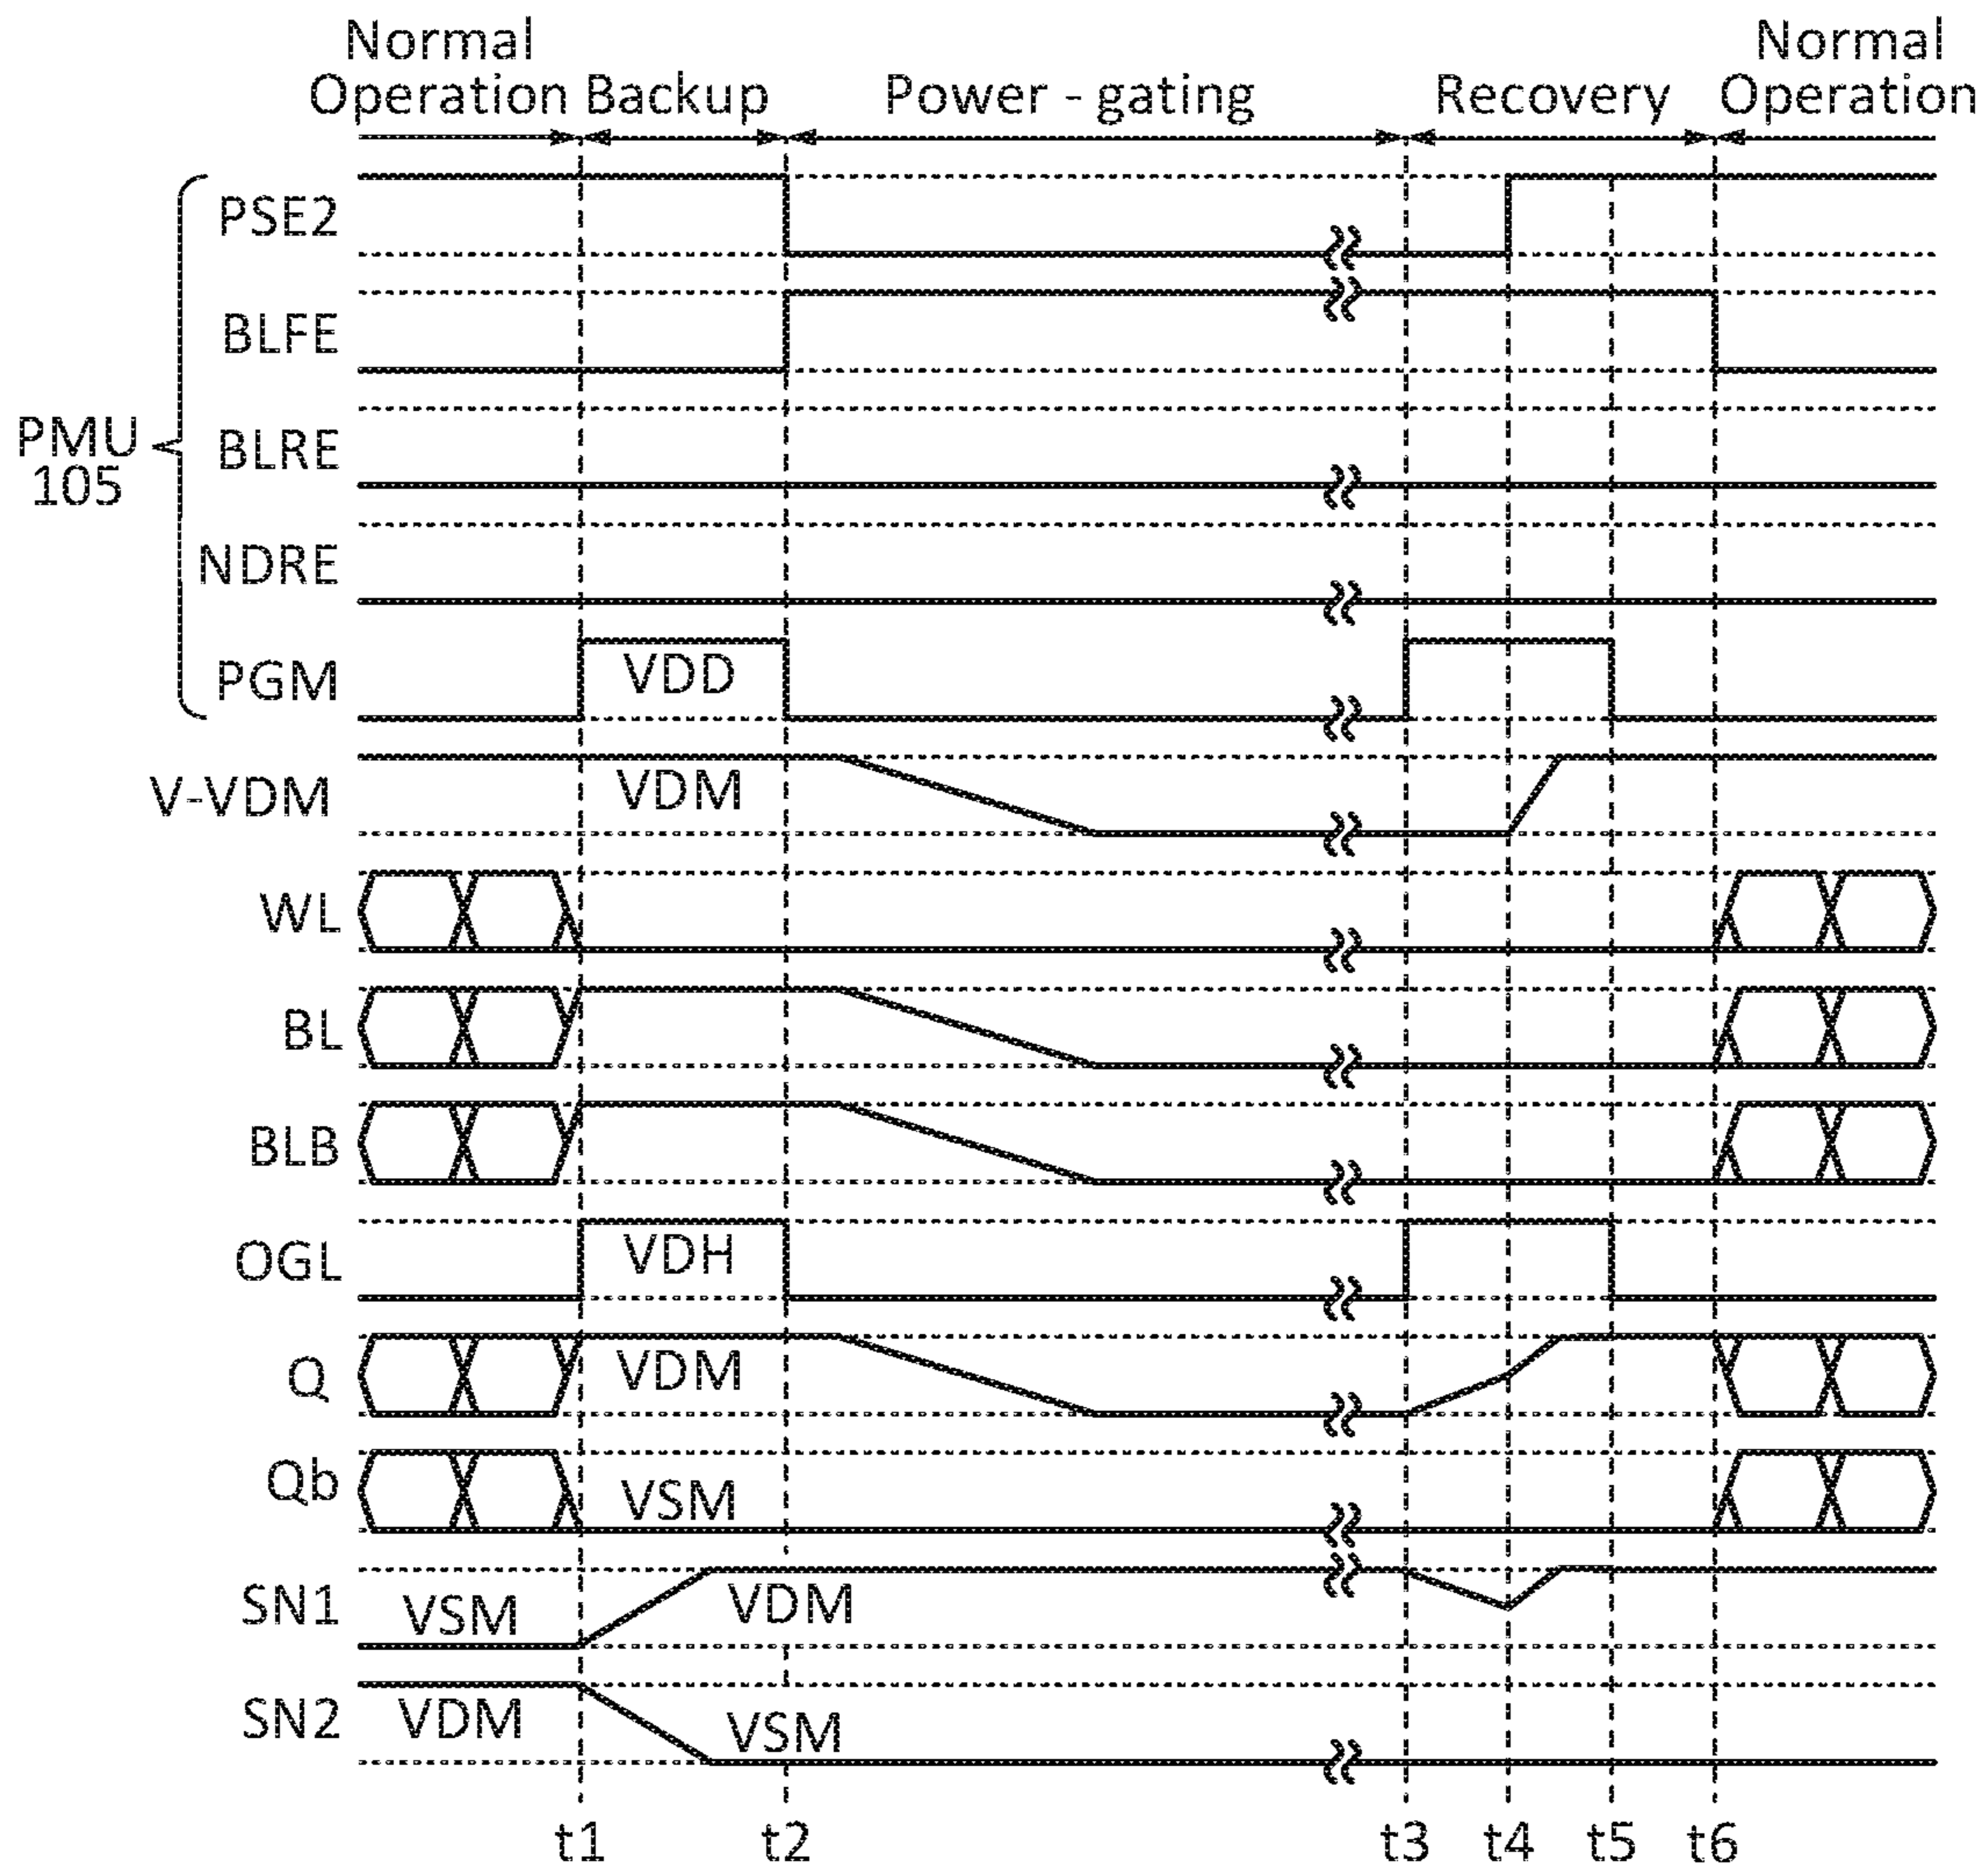 Normal
Operation
Backup
Power - gating
Recovery
Normal
Operation
PMU
105
PSE2
BLFE
BLRE
NDRE
PGM
VDD
V-VDM
VDM
WL
BL
BLB
OGL
VDH
Q
VDM
Qb
VSM
SN1
VSM
VDM
SN2
VDM
VSM
t1
t2
t3
t4
t5
t6